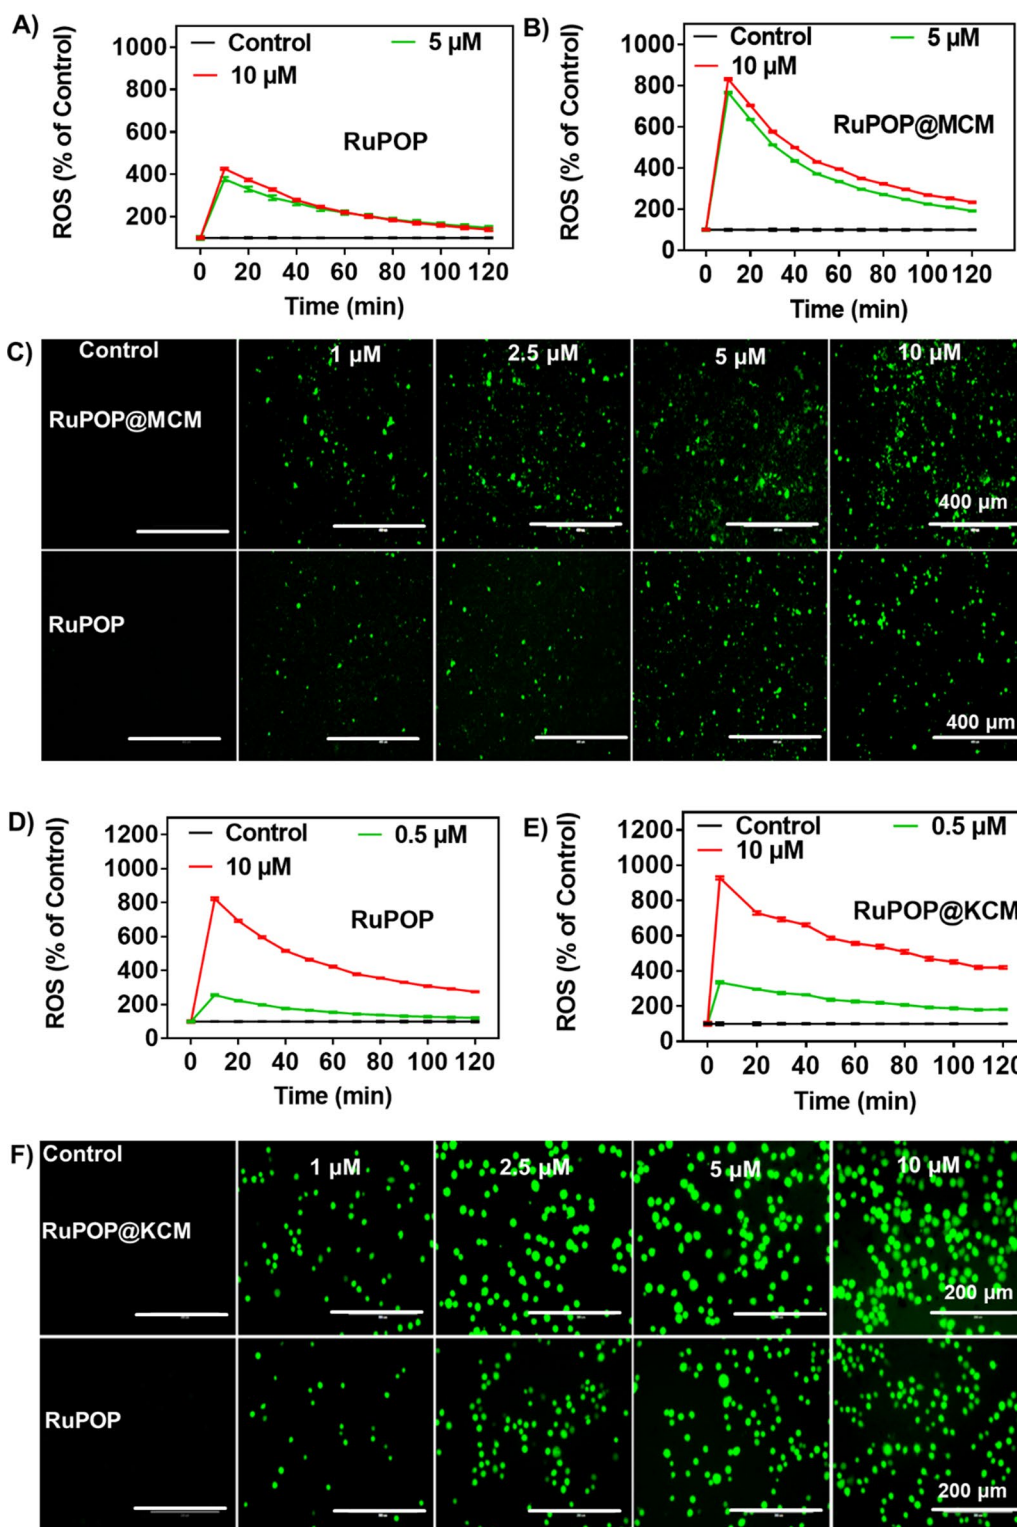 A)
Control
5 µM
10 µM
RuPOP
ROS (% of Control)
1000
800
600
400
200
0 20 40 60 80 100 120
Time (min)
B)
Control
5 µM
10 µM
RuPOP@MCM
ROS (% of Control)
1000
800
600
400
200
0
0 20 40 60 80 100 120
Time (min)
C)
Control 1 µM 2.5 µM 5 µM 10 µM
RuPOP@MCM
400 µm
RuPOP
400 µm
D)
Control
0.5 µM
10 µM
RuPOP
ROS (% of Control)
1200
1000
800
600
400
200
0
0 20 40 60 80 100 120
Time (min)
E)
Control
0.5 µM
10 µM
RuPOP@KCM
ROS (% of Control)
1200
1000
800
600
400
200
0
0 20 40 60 80 100 120
Time (min)
F)
Control 1 µM 2.5 µM 5 µM 10 µM
RuPOP@KCM
200 µm
RuPOP
200 µm